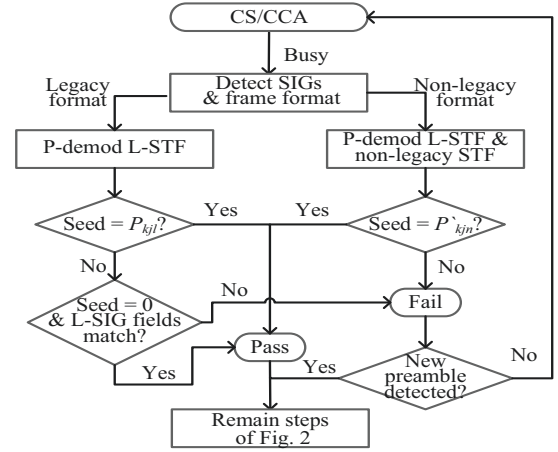 CS/CCA
Busy
Legacy
format
Detect SIGs
& frame format
Non-legacy
format
P-demod L-STF
P-demod L-STF &
non-legacy STF
Seed = Pkjl?
Yes
Yes
Seed = P`kjn?
No
No
Seed = 0
& L-SIG fields
match?
No
Fail
Pass
Yes
Yes
New
preamble
detected?
No
Remain steps
of Fig. 2